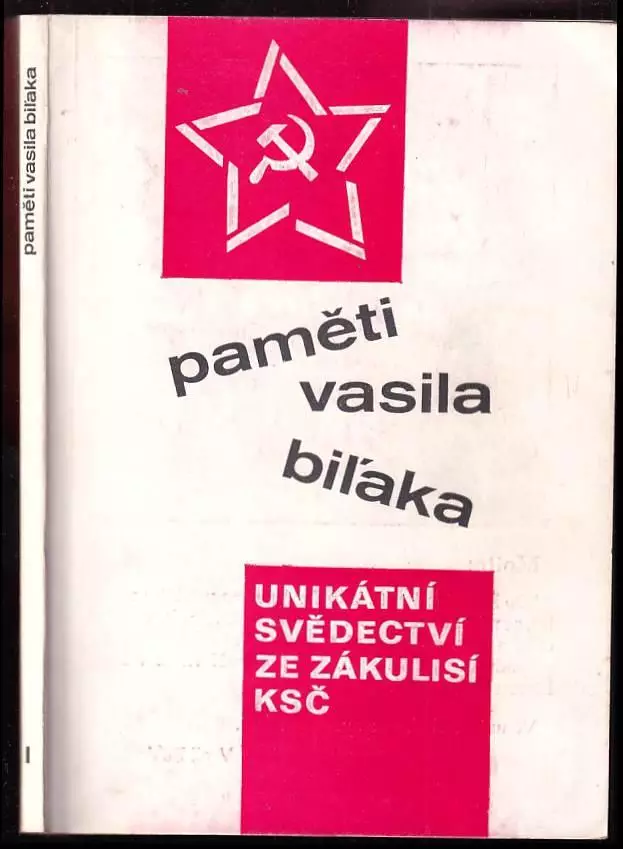 paměti vasila biľaka
I
paměti
vasila
biľaka
UNIKÁTNÍ
SVĚDECTVÍ
ZE ZÁKULISÍ
KSČ